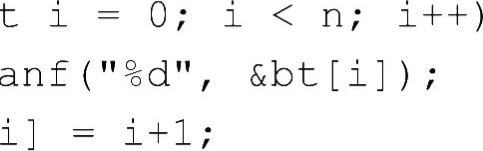 t i = 0; i < n; i++)
anf("%d", &bt[i]);
i] = i+1;